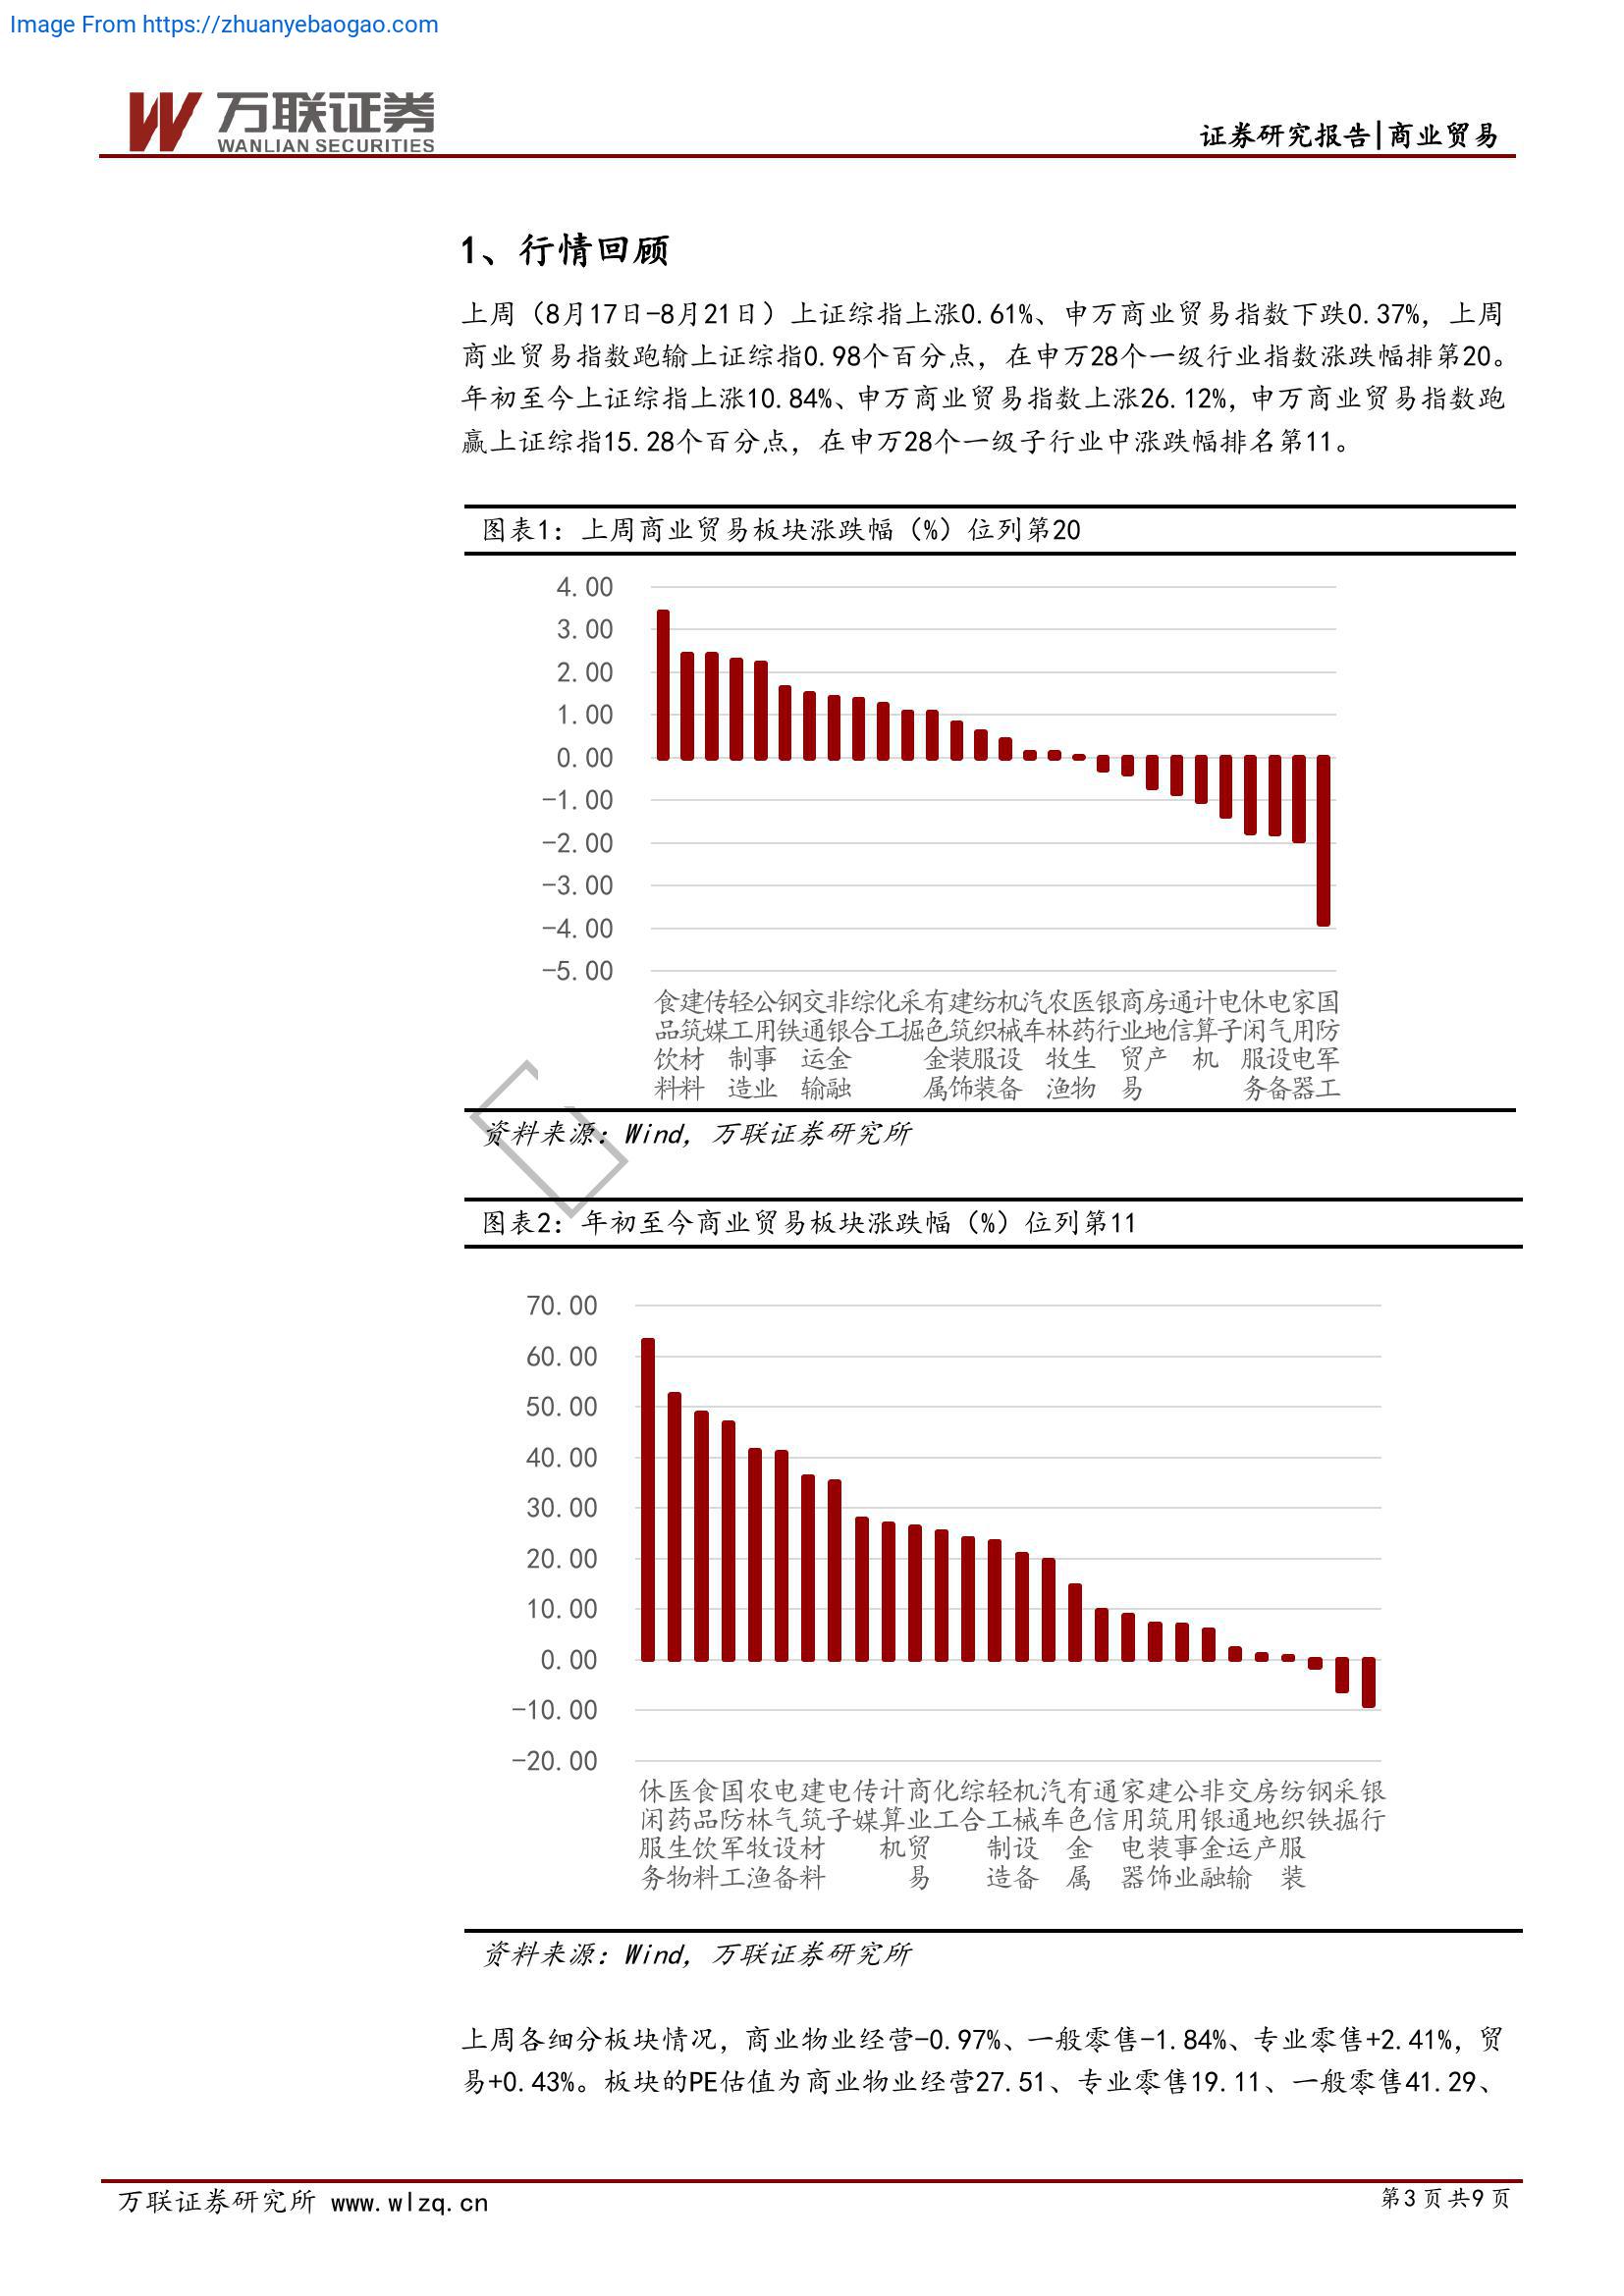 Image From https://zhuanyebaogao.com
万联证券
WANLIAN SECURITIES
证券研究报告|商业贸易
1、行情回顾
上周（8月17日-8月21日）上证综指上涨0.61%、申万商业贸易指数下跌0.37%，上周
商业贸易指数跑输上证综指0.98个百分点，在申万28个一级行业指数涨跌幅排第20。
年初至今上证综指上涨10.84%、申万商业贸易指数上涨26.12%，申万商业贸易指数跑
赢上证综指15.28个百分点，在申万28个一级子行业中涨跌幅排名第11。
图表1：上周商业贸易板块涨跌幅（%）位列第20
4.00
3.00
2.00
1.00
0.00
-1.00
-2.00
-3.00
-4.00
-5.00
食建传轻公钢交非综化采有建纺机汽农医银商房通计电休电家国
品筑媒工用铁通银合工掘色筑织械车林药行业地信算子闲气用防
饮材 制事 运金 金装服设 牧生 贸产 机 服设电军
料料 造业 输融 属饰装备 渔物 易 务备器工
资料来源：Wind，万联证券研究所
图表2：年初至今商业贸易板块涨跌幅（%）位列第11
70.00
60.00
50.00
40.00
30.00
20.00
10.00
0.00
-10.00
-20.00
休医食国农电建电传计商化综轻机汽有通家建公非交房纺钢采银
闲药品防林气筑子媒算业工合工械车色信用筑用银通地织铁掘行
服生饮军牧设材 机贸 制设 金 电装事金运产服
务物料工渔备料 易 造备 属 器饰业融输 装
资料来源：Wind，万联证券研究所
上周各细分板块情况，商业物业经营-0.97%、一般零售-1.84%、专业零售+2.41%，贸
易+0.43%。板块的PE估值为商业物业经营27.51、专业零售19.11、一般零售41.29、
万联证券研究所 www.wlzq.cn
第3页共9页